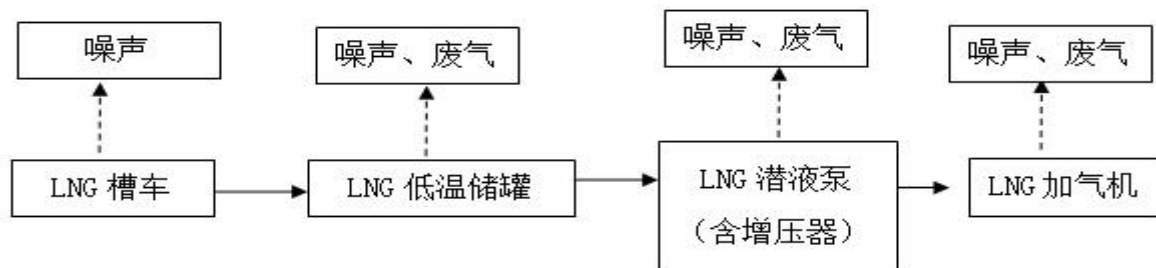 噪声
噪声、废气
噪声、废气
噪声、废气
LNG 槽车
LNG 低温储罐
LNG 潜液泵
（含增压器）
LNG 加气机